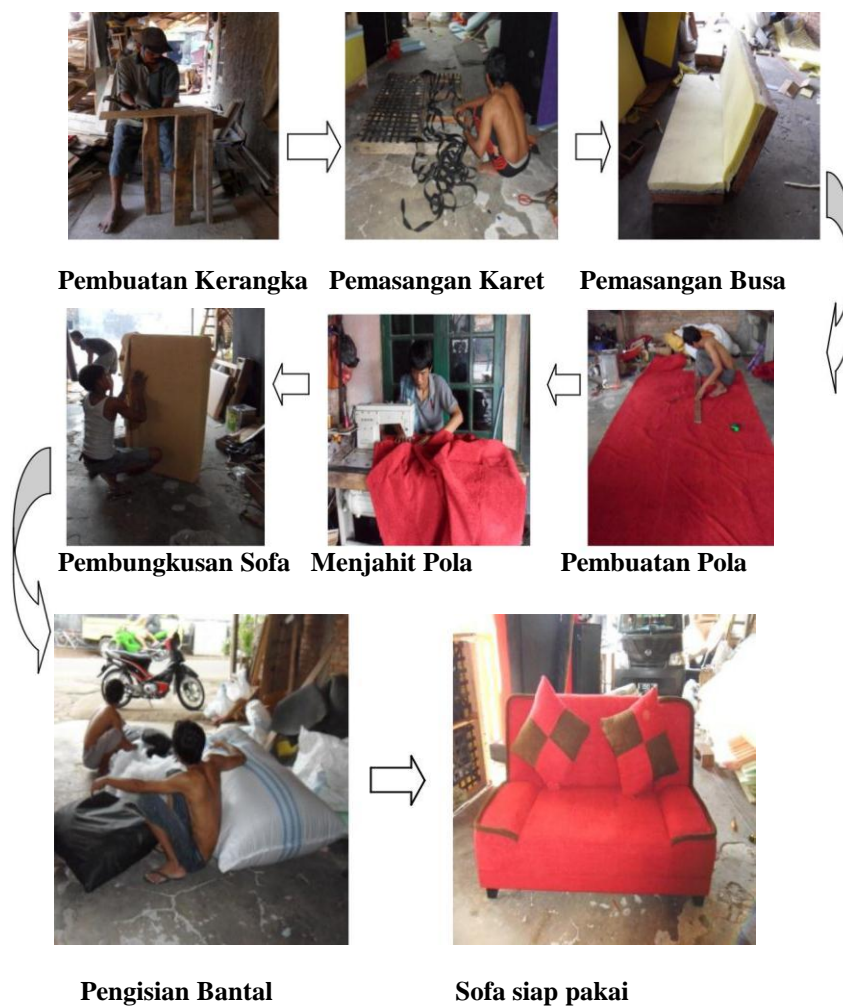 Pembuatan Kerangka Pemasangan Karet Pemasangan Busa
Pembungkusan Sofa Menjahit Pola Pembuatan Pola
Pengisian Bantal Sofa siap pakai